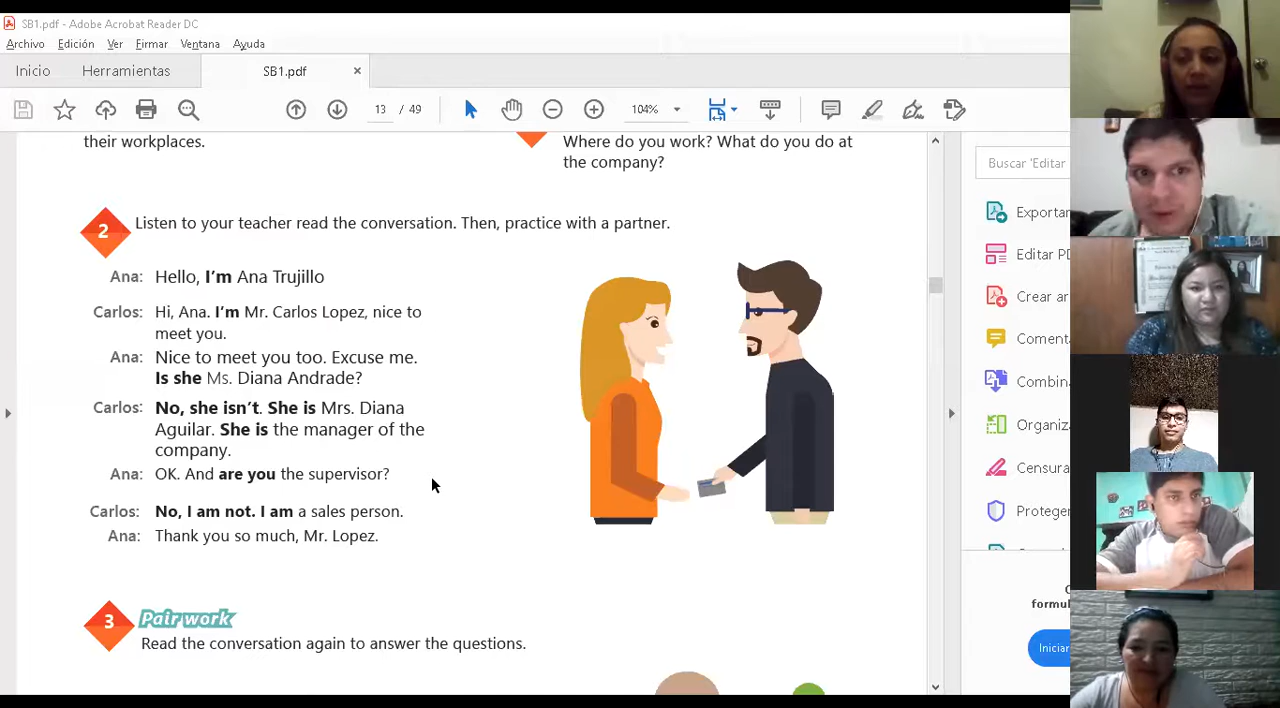 SB1.pdf - Adobe Acrobat Reader DC
Archivo Edición Ver Firmar Ventana Ayuda
Inicio Herramientas SB1.pdf ×
13 / 49 104%
their workplaces.
Where do you work? What do you do at
the company?
Buscar 'Editar
2 Listen to your teacher read the conversation. Then, practice with a partner.
Ana: Hello, I'm Ana Trujillo
Carlos: Hi, Ana. I'm Mr. Carlos Lopez, nice to
meet you.
Ana: Nice to meet you too. Excuse me.
Is she Ms. Diana Andrade?
Carlos: No, she isn't. She is Mrs. Diana
Aguilar. She is the manager of the
company.
Ana: OK. And are you the supervisor?
Carlos: No, I am not. I am a sales person.
Ana: Thank you so much, Mr. Lopez.
3 Pair work
Read the conversation again to answer the questions.
Exportar
Editar PD
Crear ar
Comenta
Combina
Organiz
Censura
Proteger
formul
Iniciar